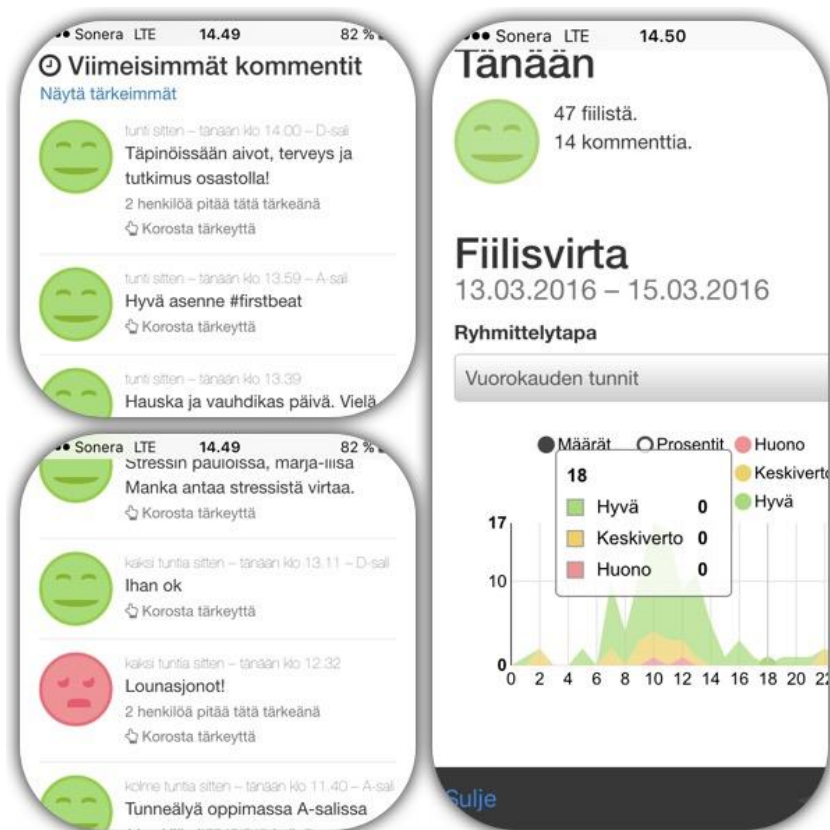 Sonera LTE 14.49 82 %
Viimeisimmät kommentit
Näytä tärkeimmät
tunti sitten – tänään klo 14.00 – D-sali
Täpinöissään aivot, terveys ja
tutkimus osastolla!
2 henkilöä pitää tätä tärkeänä
Korosta tärkeyttä
tunti sitten – tänään klo 13.59 – A-sali
Hyvä asenne #firstbeat
Korosta tärkeyttä
tunti sitten – tänään klo 13.39
Hauska ja vauhdikas päivä. Vielä
Sonera LTE 14.49 82 %
Stressin pauloissa, marja-liisa
Manka antaa stressistä virtaa.
Korosta tärkeyttä
kaksi tuntia sitten – tänään klo 13.11 – D-sali
Ihan ok
Korosta tärkeyttä
kaksi tuntia sitten – tänään klo 12.32
Lounasjonot!
2 henkilöä pitää tätä tärkeänä
Korosta tärkeyttä
kolme tuntia sitten – tänään klo 11.40 – A-sali
Tunneälyä oppimassa A-salissa
Sonera LTE 14.50
Tänään
47 fiilistä.
14 kommenttia.
Fiilisvirta
13.03.2016 – 15.03.2016
Ryhmittelytapa
Vuorokauden tunnit
Määrät Prosentit Huono
Keskiverto
Hyvä
18
Hyvä 0
Keskiverto 0
Huono 0
17
10
0
0 2 4 6 8 10 12 14 16 18 20 22
Sulje